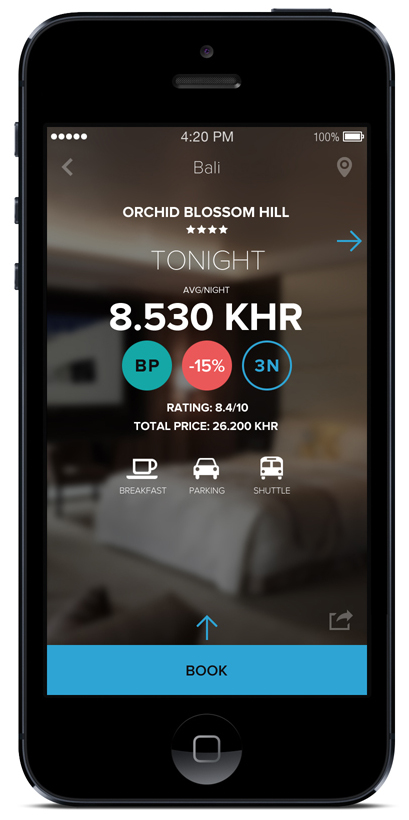 4:20 PM 100%
Bali
ORCHID BLOSSOM HILL
TONIGHT
AVG/NIGHT
8.530 KHR
BP -15% 3N
RATING: 8.4/10
TOTAL PRICE: 26.200 KHR
BREAKFAST PARKING SHUTTLE
BOOK